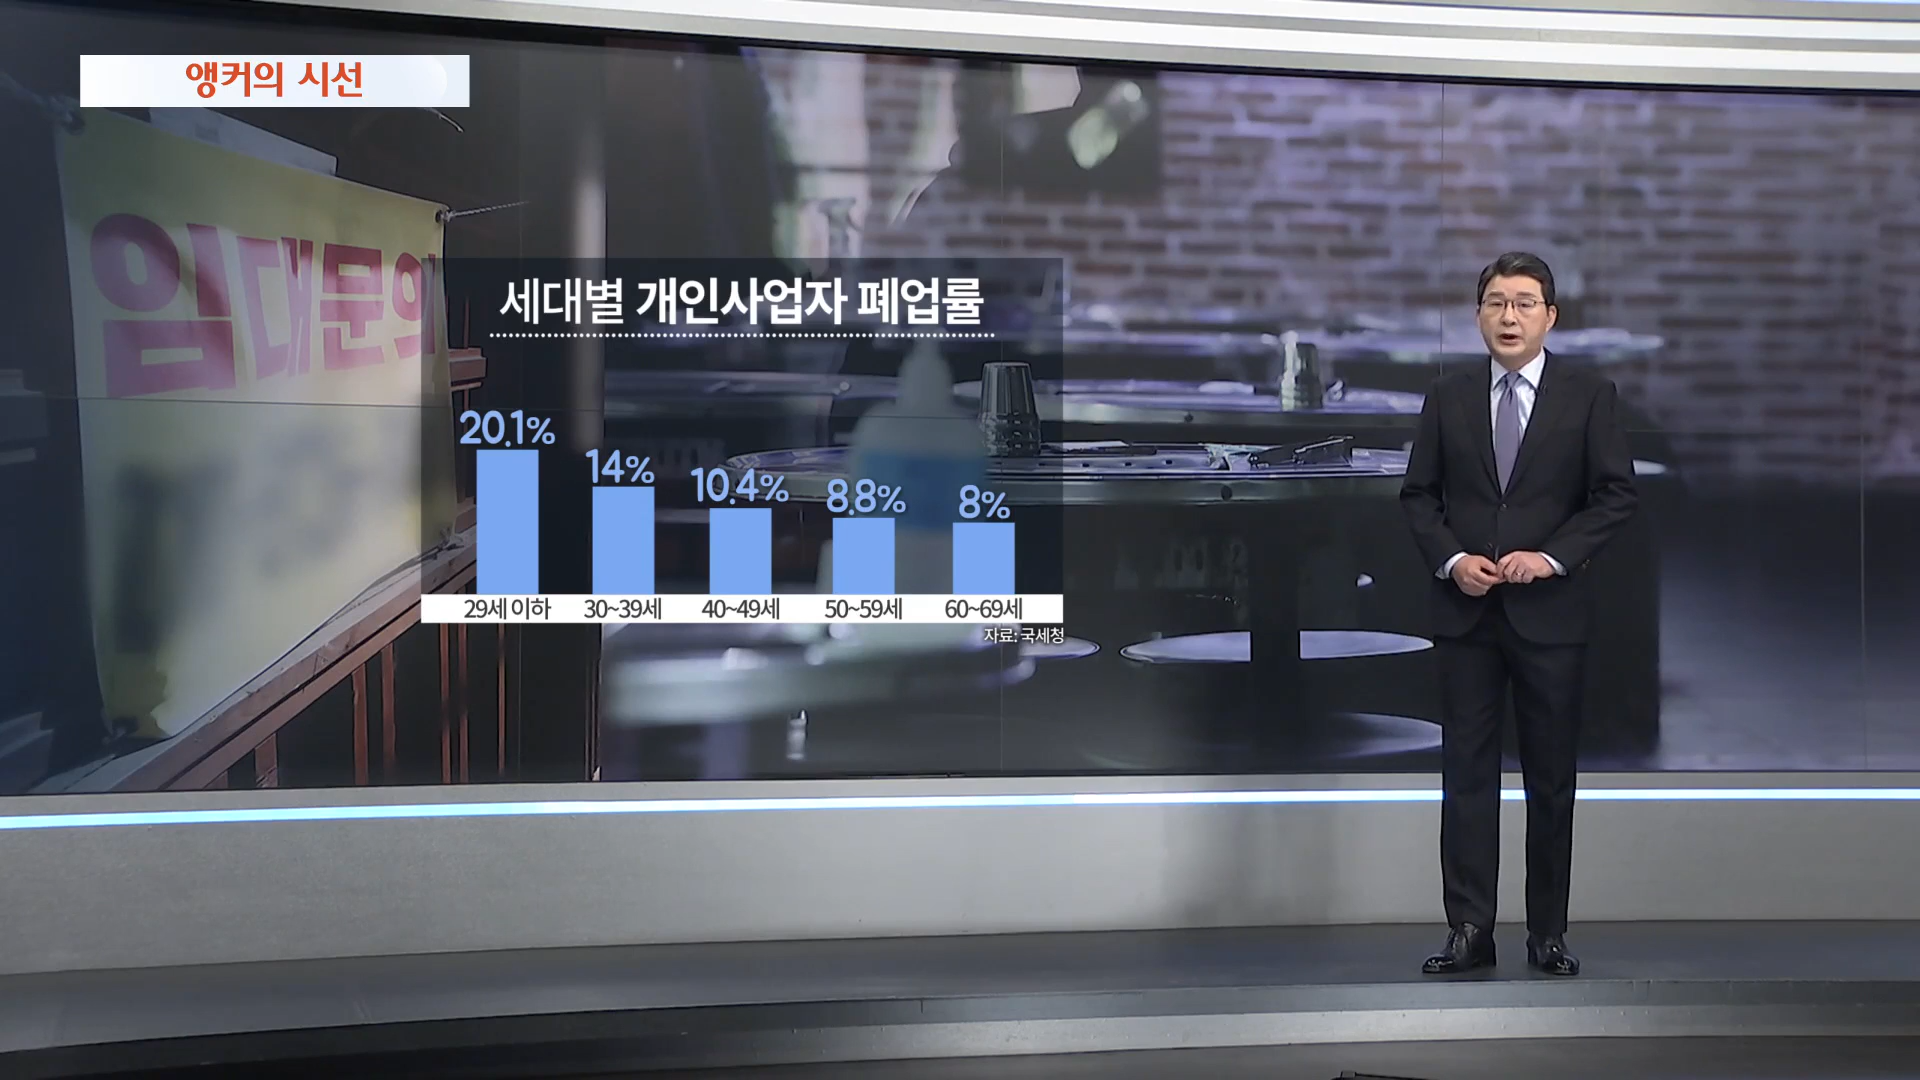 앵커의 시선
임대문의
세대별 개인사업자 폐업률
20.1%
14%
10.4%
8.8%
8%
29세 이하
30~39세
40~49세
50~59세
60~69세
자료: 국세청